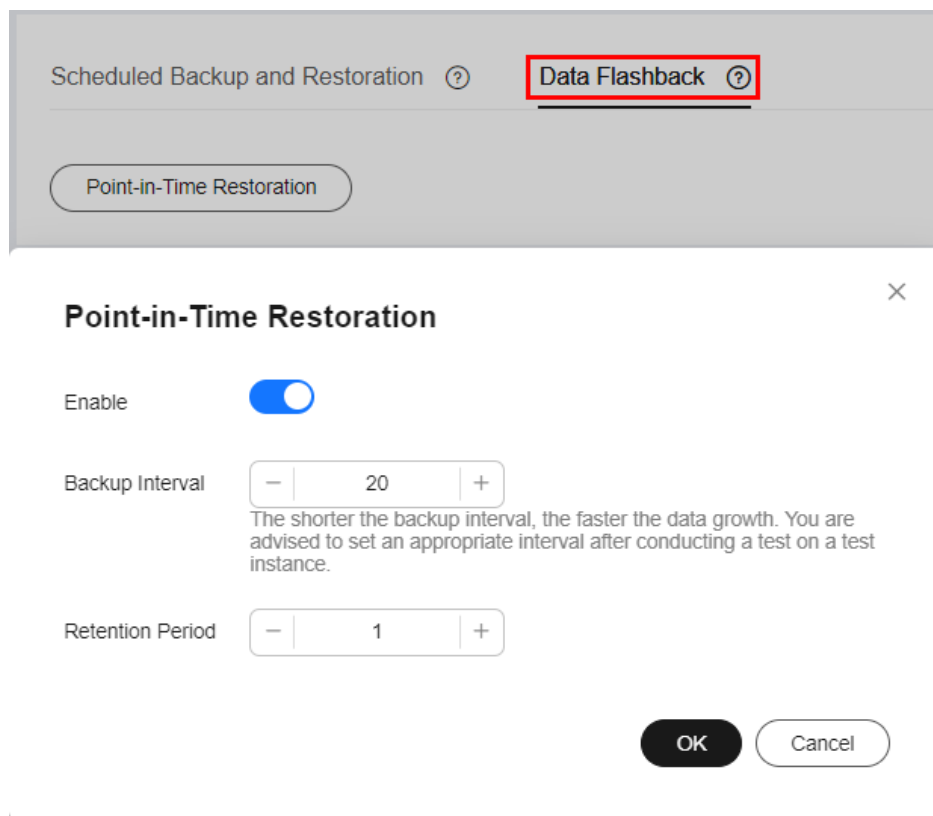 Scheduled Backup and Restoration ? Data Flashback ?
Point-in-Time Restoration
Point-in-Time Restoration
Enable
Backup Interval − 20 +
The shorter the backup interval, the faster the data growth. You are
advised to set an appropriate interval after conducting a test on a test
instance.
Retention Period − 1 +
OK Cancel